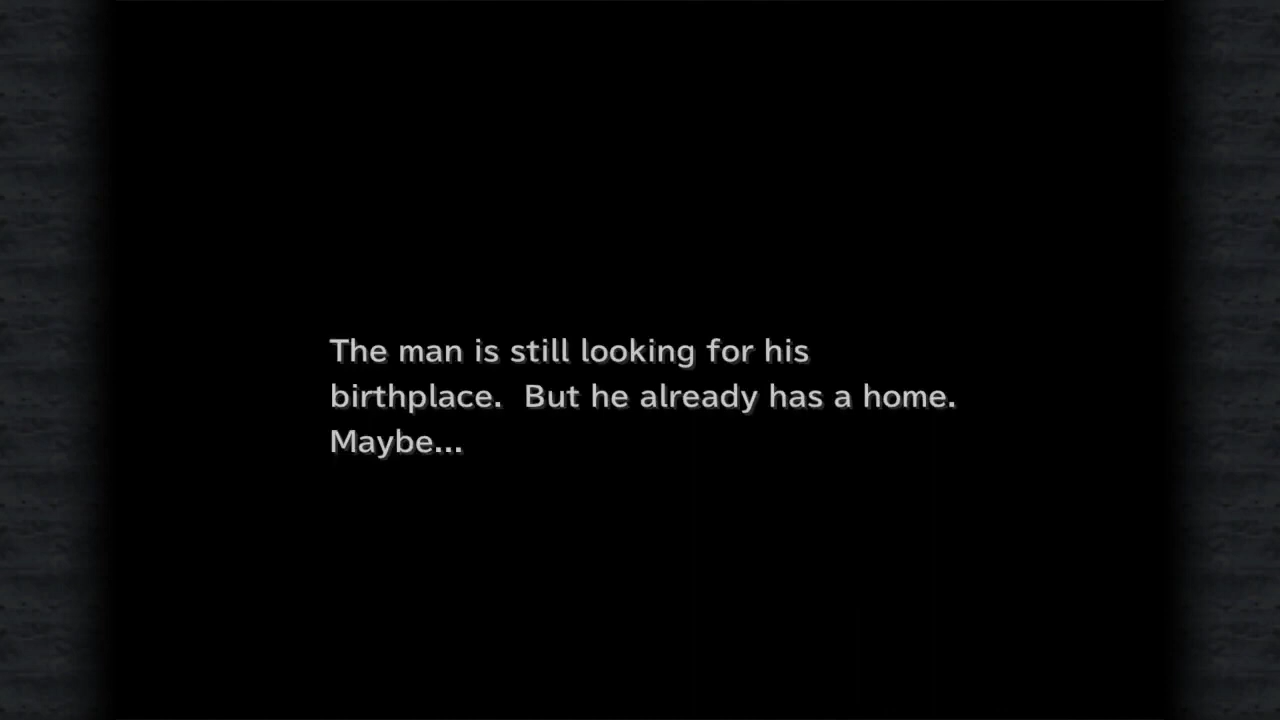 The man is still looking for his
birthplace.  But he already has a home.
Maybe...